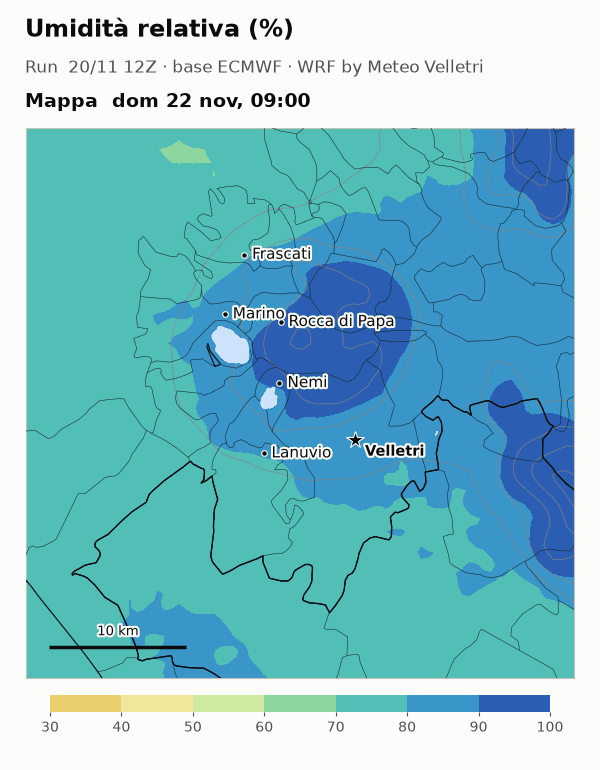 Umidità relativa (%)
Run  20/11 12Z · base ECMWF · WRF by Meteo Velletri
Mappa  dom 22 nov, 09:00
Frascati
Marino
Rocca di Papa
Nemi
Velletri
Lanuvio
10 km
30 40 50 60 70 80 90 100